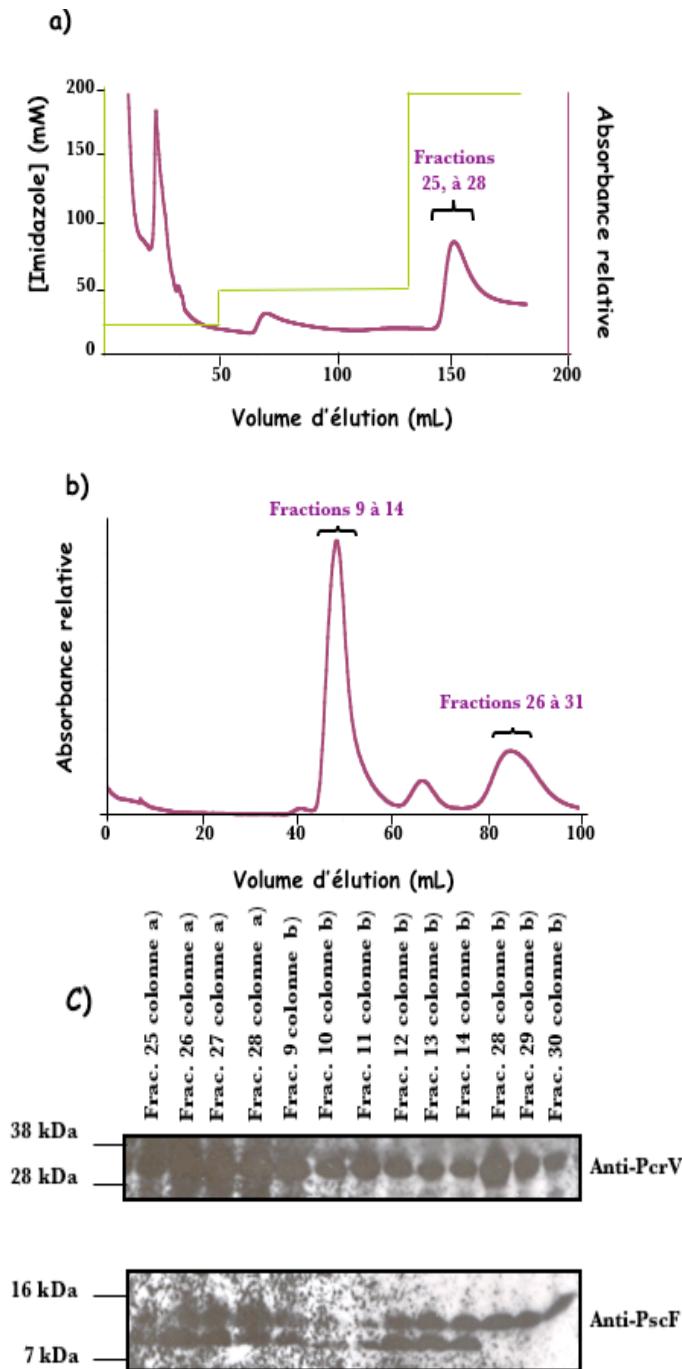 a)
[Imidazole] (mM)
200
150
100
50
0
Fractions
25, à 28
Absorbance relative
50
100
150
200
Volume d'élution (mL)
b)
Fractions 9 à 14
Fractions 26 à 31
Absorbance relative
0
20
40
60
80
100
Volume d'élution (mL)
C)
Frac. 25 colonne a)
Frac. 26 colonne a)
Frac. 27 colonne a)
Frac. 28 colonne a)
Frac. 9 colonne b)
Frac. 10 colonne b)
Frac. 11 colonne b)
Frac. 12 colonne b)
Frac. 13 colonne b)
Frac. 14 colonne b)
Frac. 28 colonne b)
Frac. 29 colonne b)
Frac. 30 colonne b)
38 kDa
28 kDa
Anti-PcrV
16 kDa
7 kDa
Anti-PscF